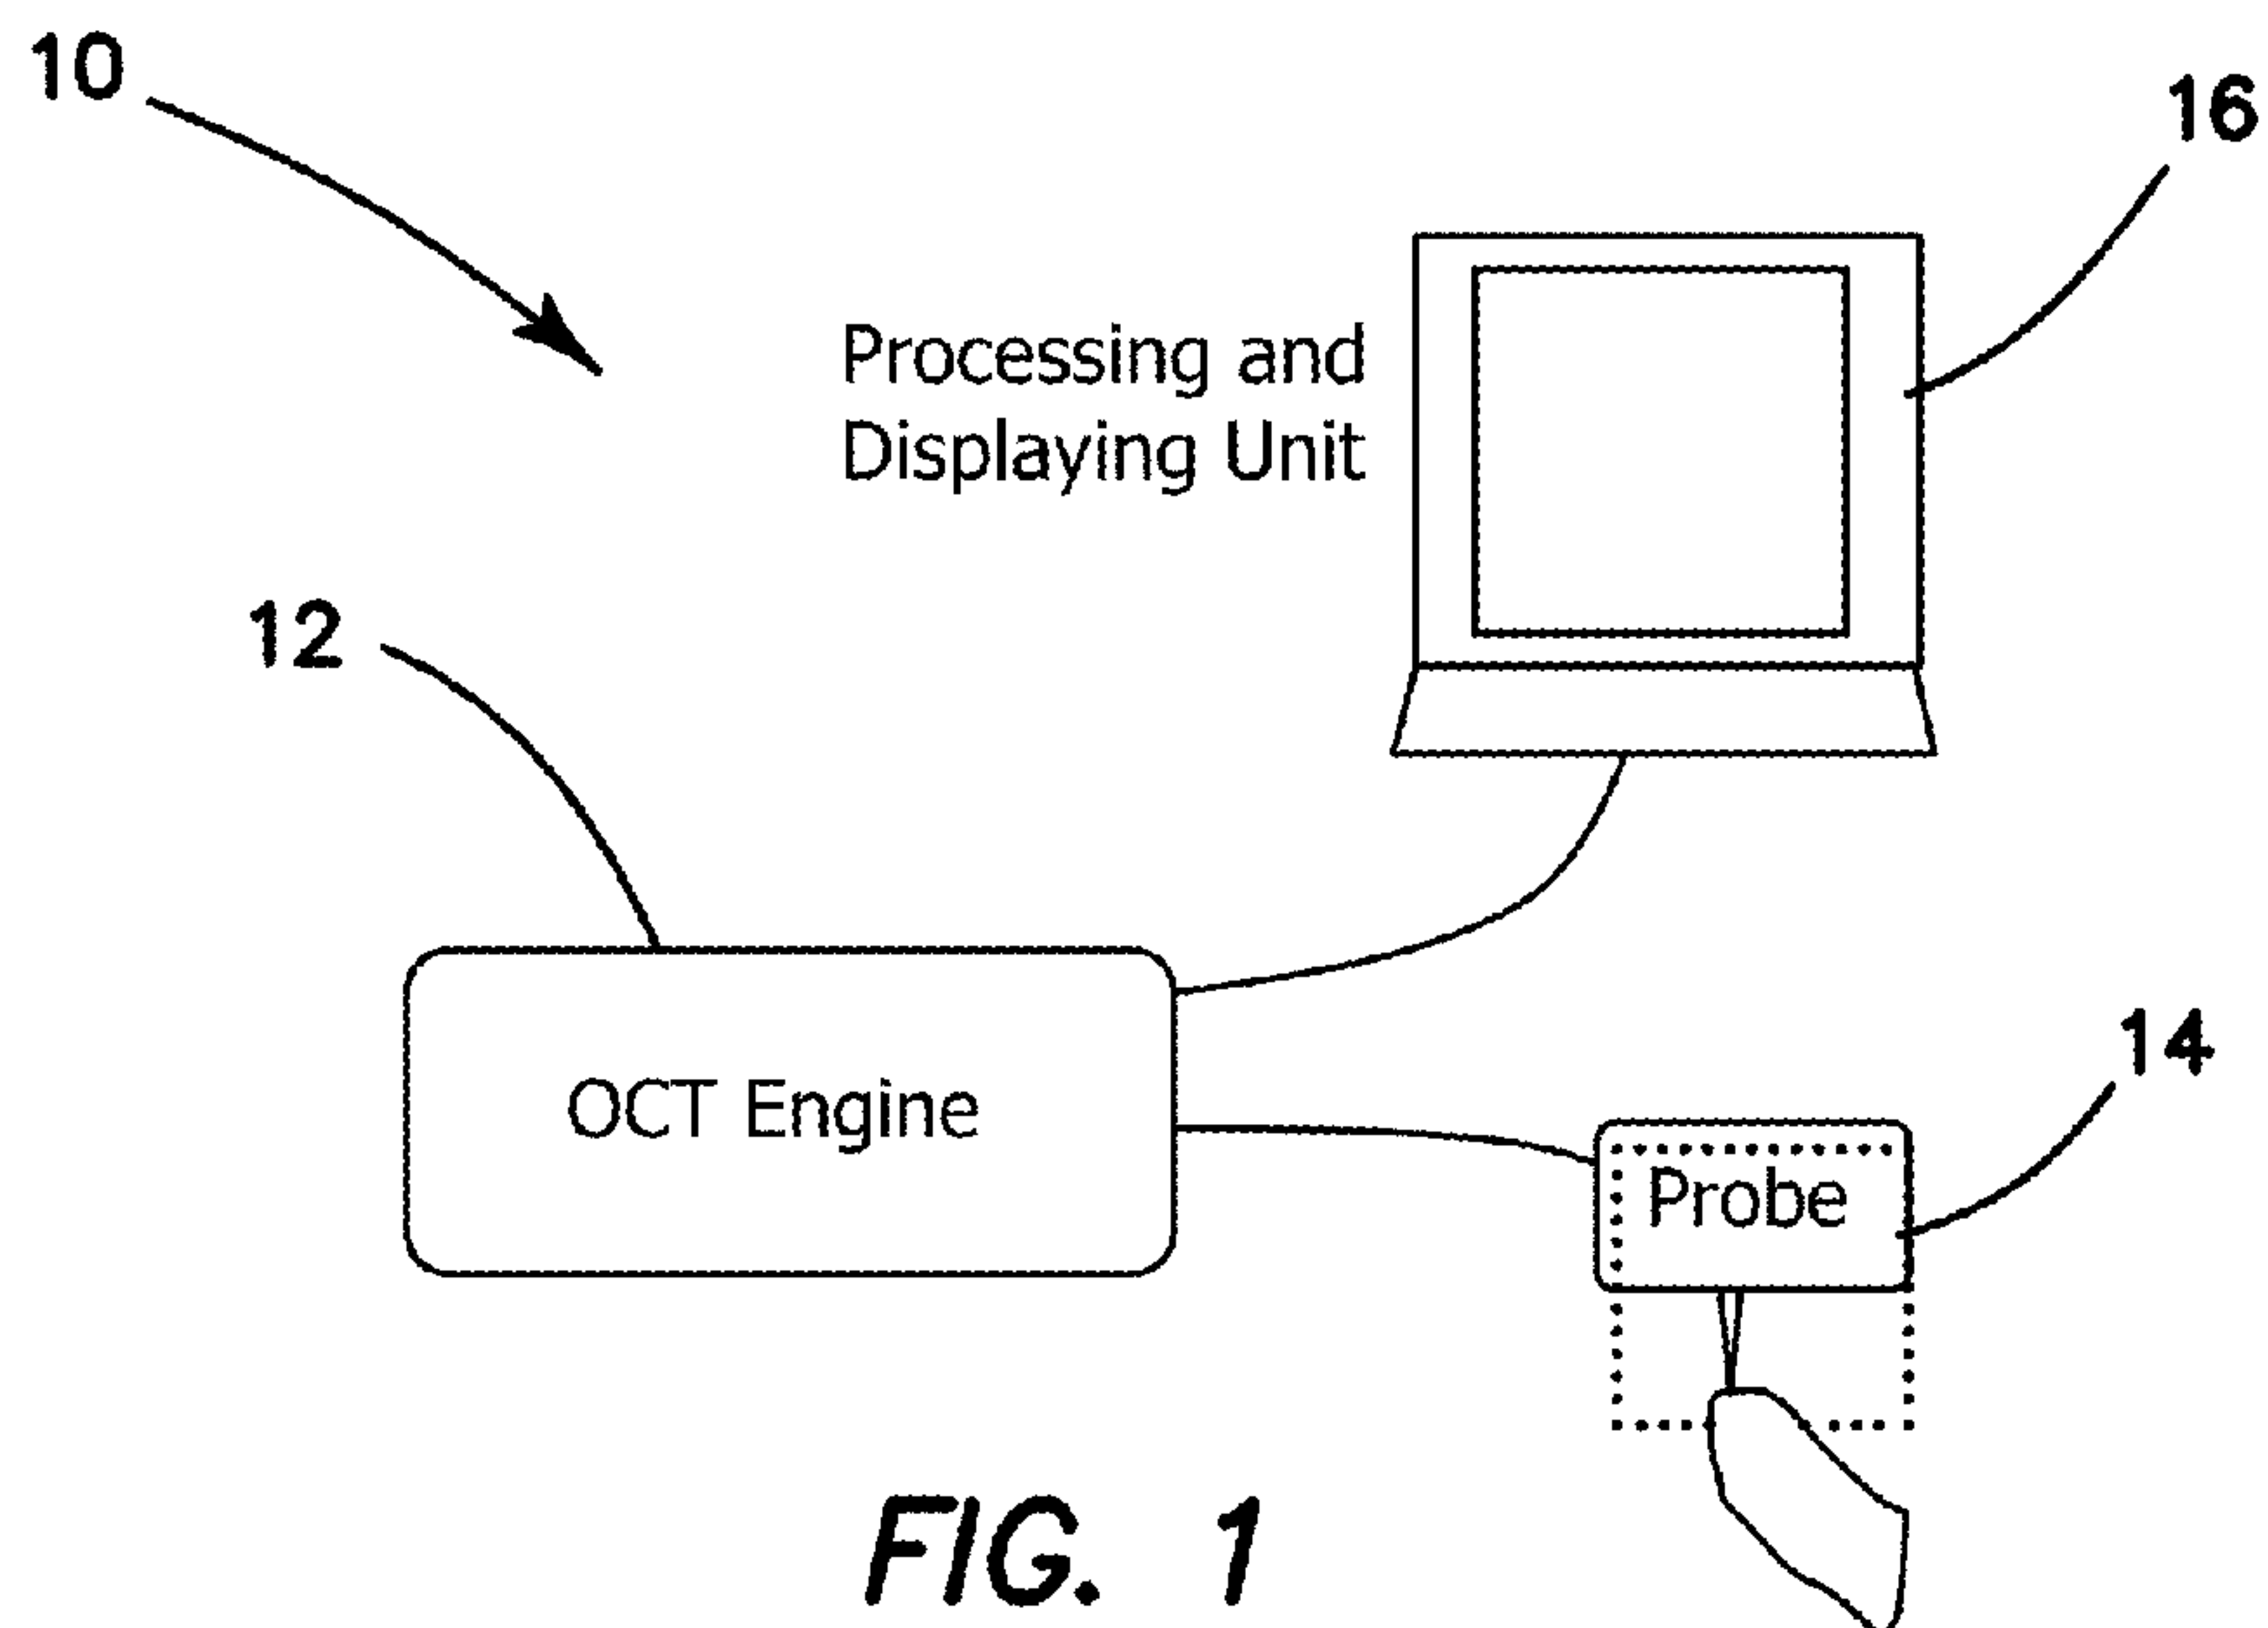 10
16
Processing and
Displaying Unit
12
14
OCT Engine
Probe
FIG. 1